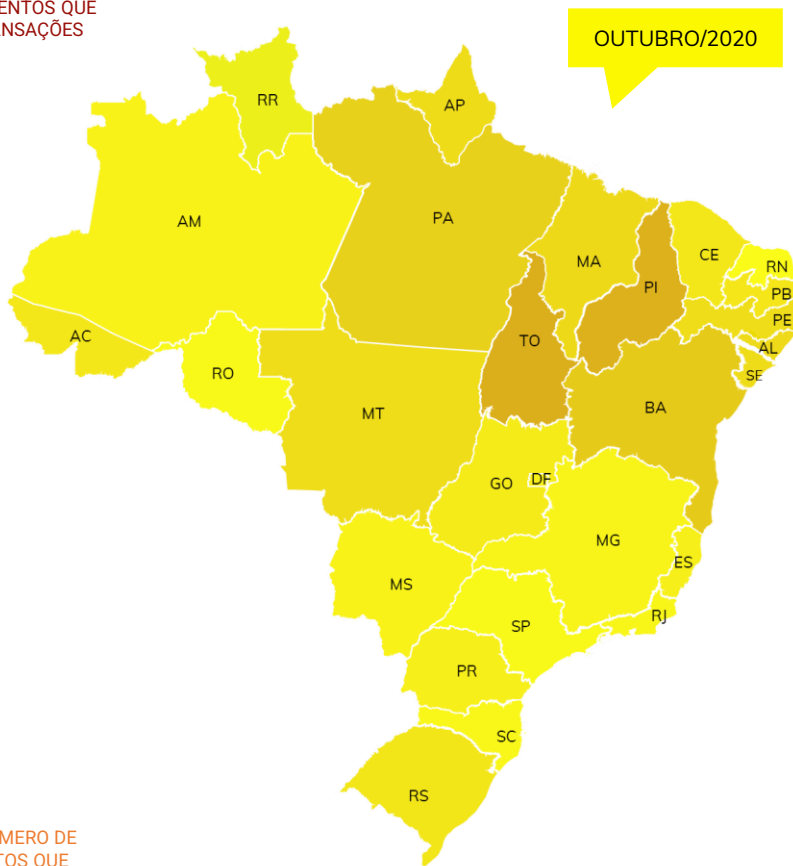 ENTOS QUE
NSAÇÕES
OUTUBRO/2020
RR
AP
AM
PA
MA
CE
RN
PI
PB
PE
AC
TO
AL
RO
SE
MT
BA
GO
DF
MG
ES
MS
RJ
SP
PR
SC
RS
MERO DE
TOS QUE